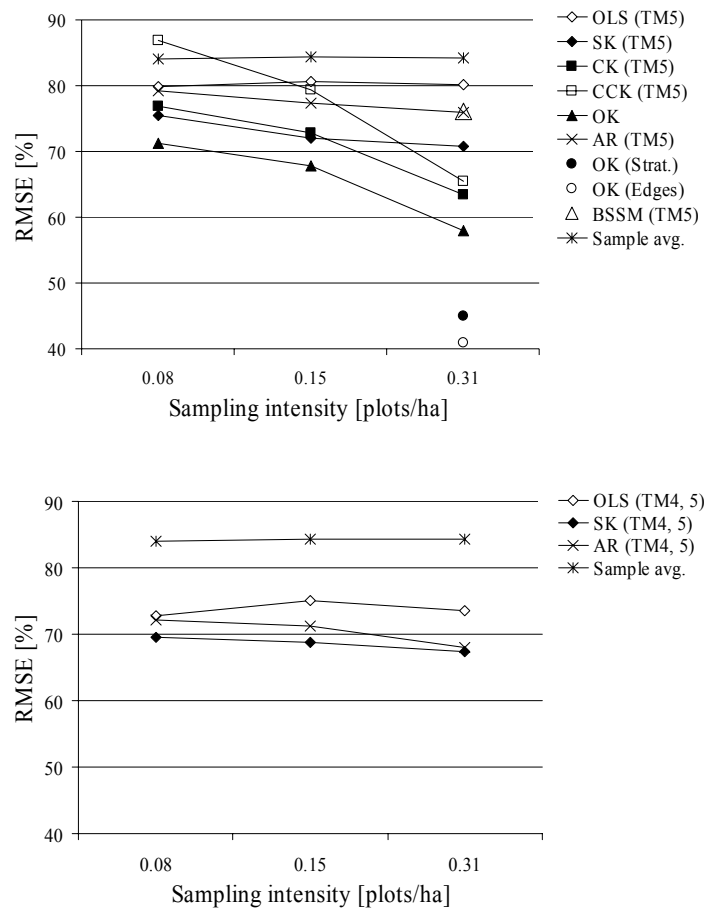 90
80
70
60
50
40
RMSE [%]
0.08
0.15
0.31
Sampling intensity [plots/ha]
OLS (TM5)
SK (TM5)
CK (TM5)
CCK (TM5)
OK
AR (TM5)
OK (Strat.)
OK (Edges)
BSSM (TM5)
Sample avg.
90
80
70
60
50
40
RMSE [%]
0.08
0.15
0.31
Sampling intensity [plots/ha]
OLS (TM4, 5)
SK (TM4, 5)
AR (TM4, 5)
Sample avg.